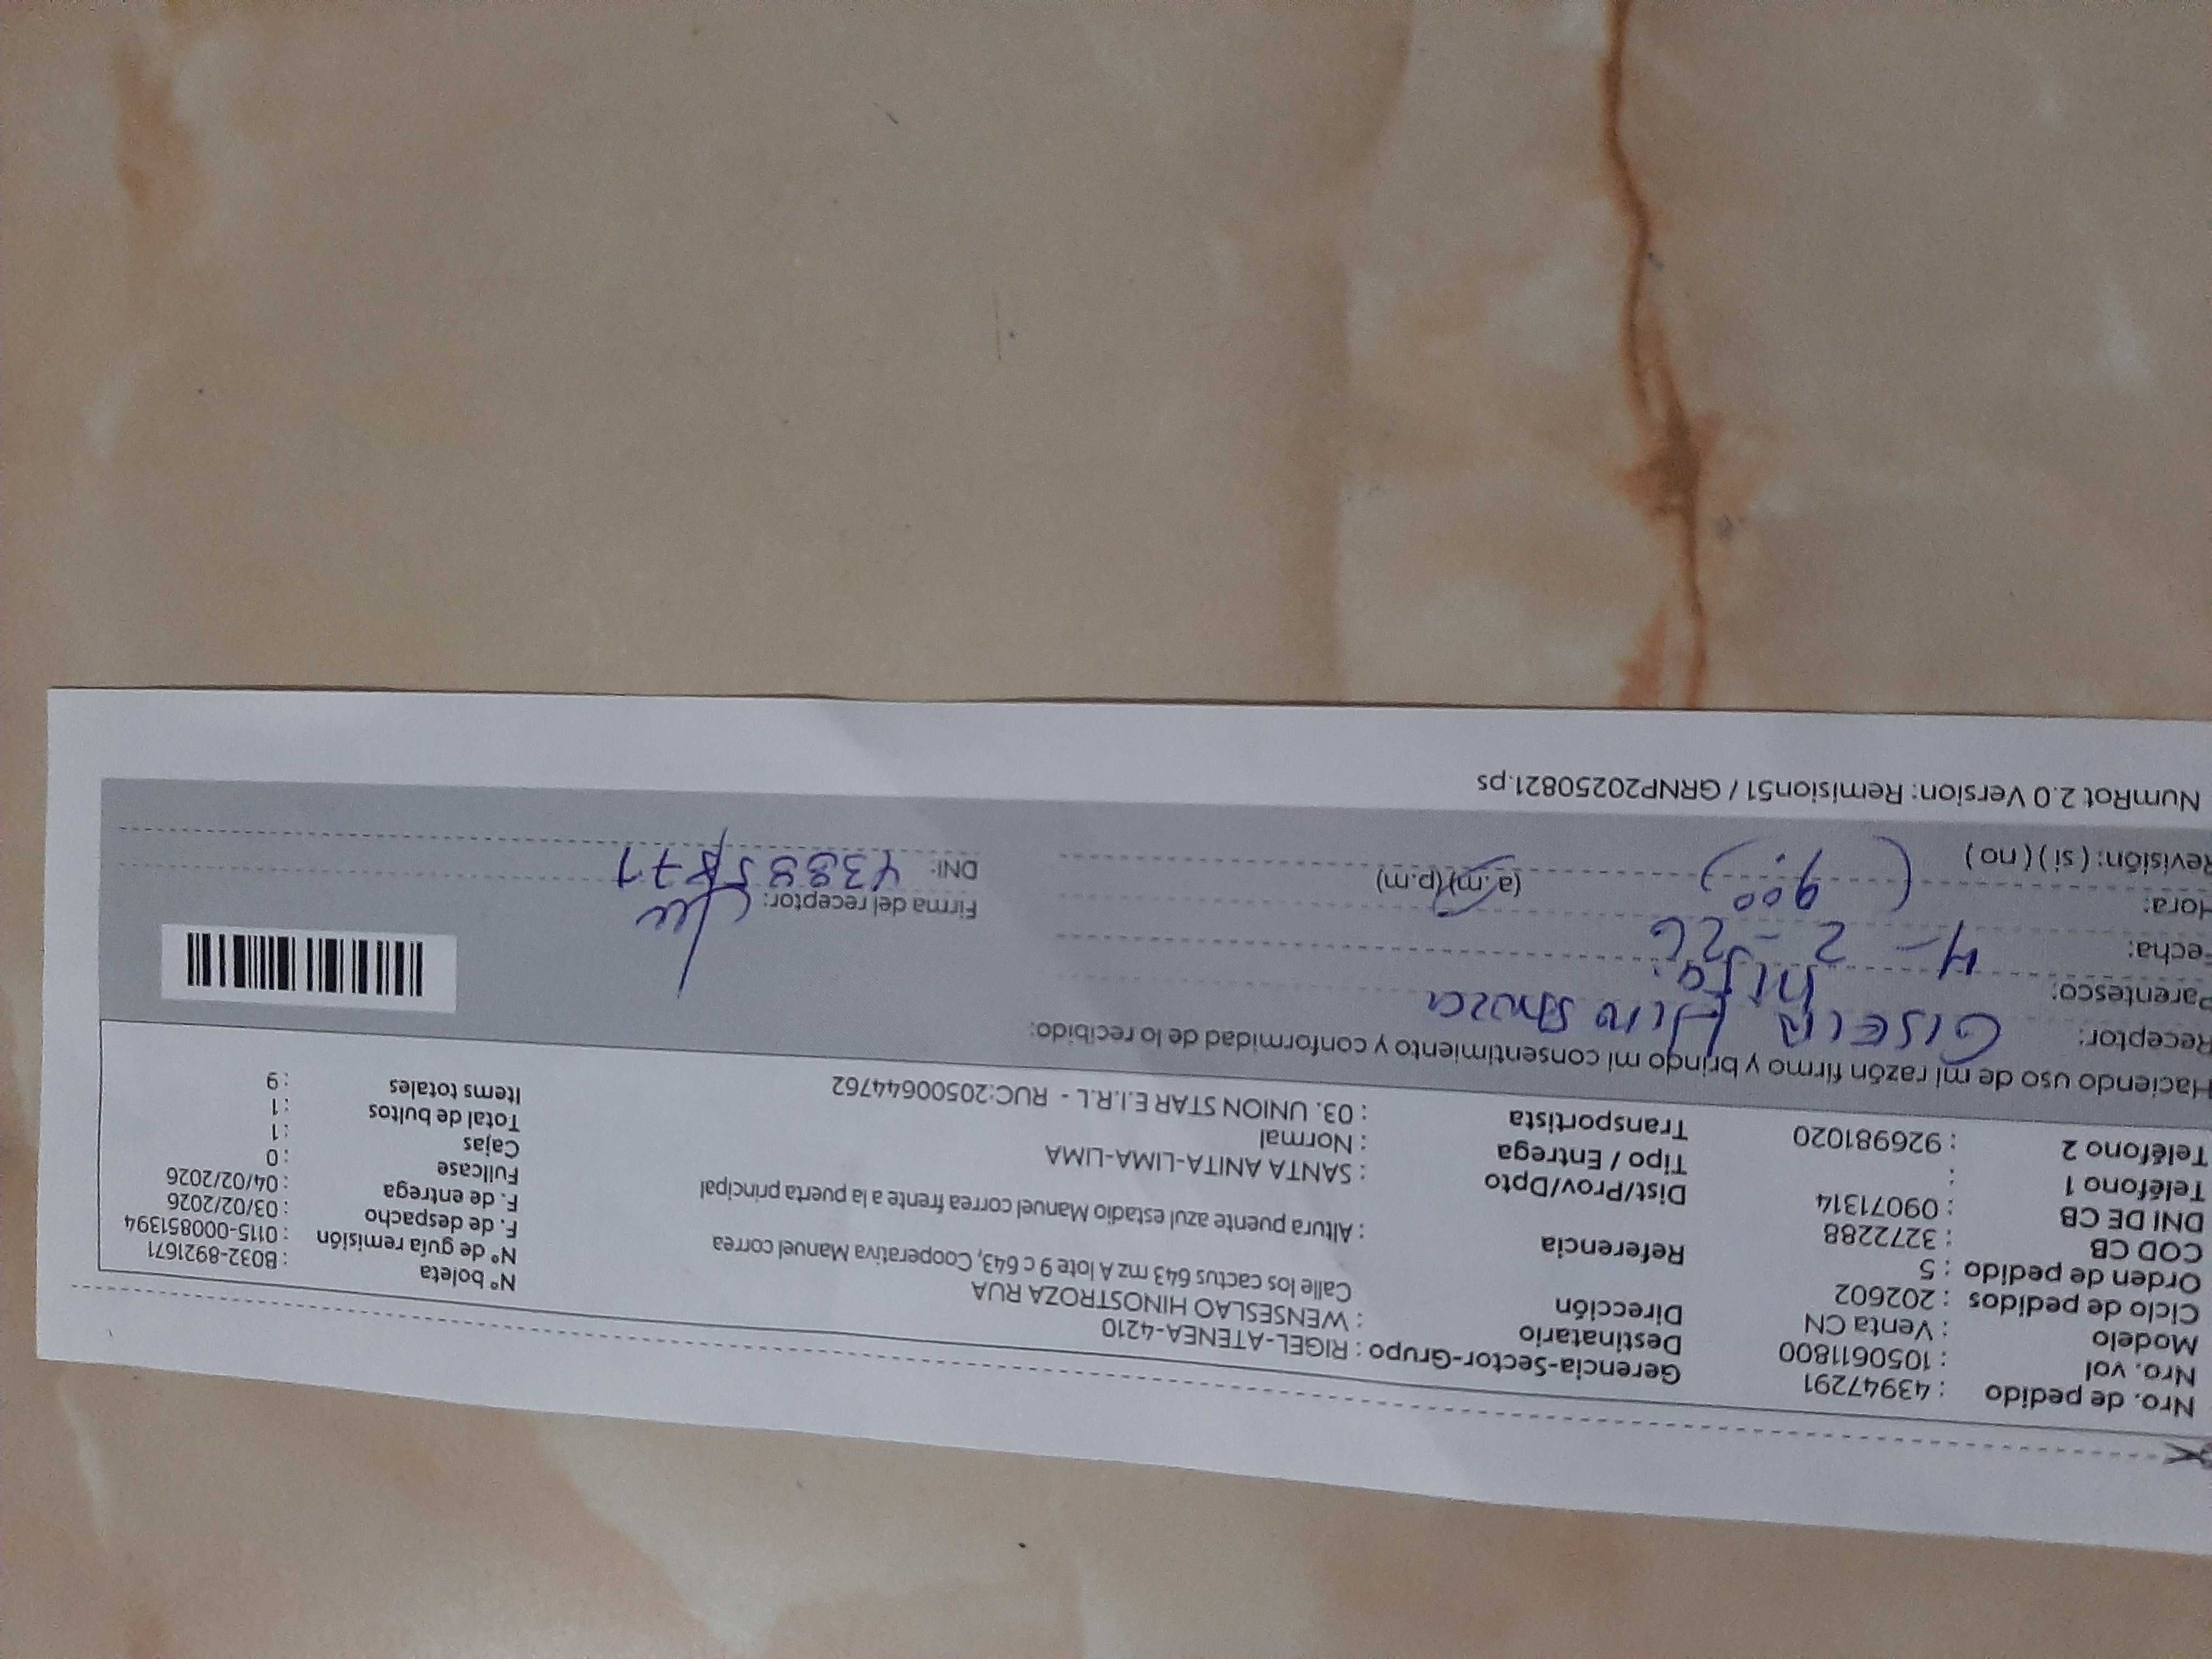 Nro. de pedido : 43947291 Gerencia-Sector-Grupo : RIGEL-ATENEA-4210 N° boleta : B032-8921671
Nro. vol : 1050611800 Destinatario : WENSESLAO HINOSTROZA RUA N° de guía remisión : 0115-000851394
Modelo : Venta CN Dirección Calle los cactus 643 mz A lote 9 c 643, Cooperativa Manuel correa F. de despacho : 03/02/2026
Ciclo de pedidos : 202602 F. de entrega : 04/02/2026
Orden de pedido : 5 Referencia : Altura puente azul estadio Manuel correa frente a la puerta principal Fullcase : 0
COD CB : 3272288 Cajas : 1
DNI DE CB : 09071314 Dist/Prov/Dpto : SANTA ANITA-LIMA-LIMA Total de bultos : 1
Teléfono 1 : Tipo / Entrega : Normal Items totales : 9
Teléfono 2 : 926981020 Transportista : 03. UNION STAR E.I.R.L - RUC:20500644762
Haciendo uso de mi razón firmo y brindo mi consentimiento y conformidad de lo recibido:
Receptor: GISELA
Parentesco: hija
Fecha: 4-2-26 Firma del receptor:
Hora: 9:00 (a.m)(p.m) DNI:
Revisión: ( si ) ( no )
NumRot 2.0 Version: Remision51 / GRNP20250821.ps